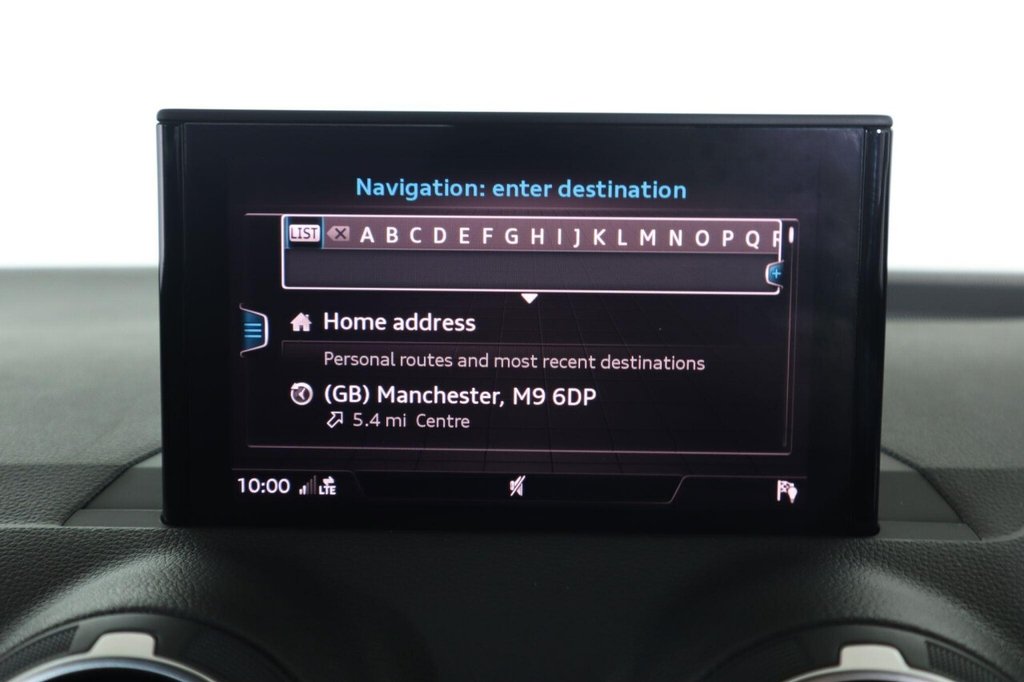 Navigation: enter destination
LIST A B C D E F G H I J K L M N O P Q
Home address
Personal routes and most recent destinations
(GB) Manchester, M9 6DP
5.4 mi Centre
10:00 LTE